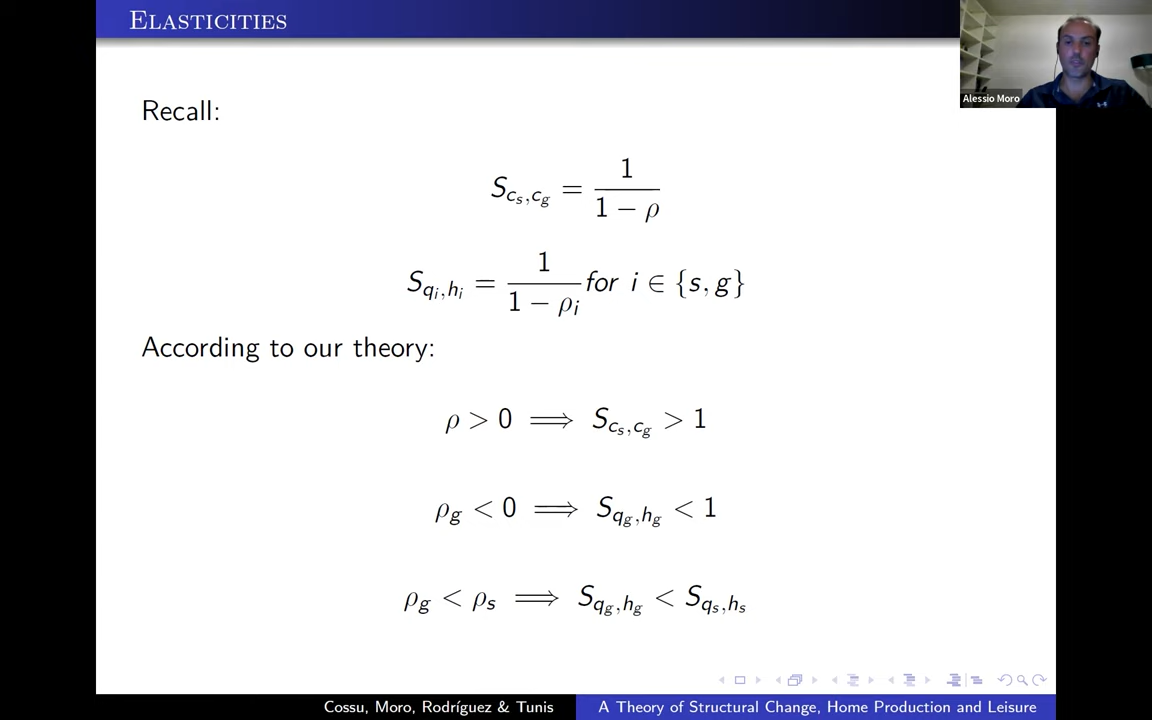 ELASTICITIES
Alessio Moro
Recall:
S_{c_s,c_g} = \frac{1}{1 − ρ}
S_{q_i,h_i} = \frac{1}{1 − ρ_i} for i ∈ {s, g}
According to our theory:
ρ > 0 ⟹ S_{c_s,c_g} > 1
ρ_g < 0 ⟹ S_{q_g,h_g} < 1
ρ_g < ρ_s ⟹ S_{q_g,h_g} < S_{q_s,h_s}
Cossu, Moro, Rodríguez & Tunis
A Theory of Structural Change, Home Production and Leisure